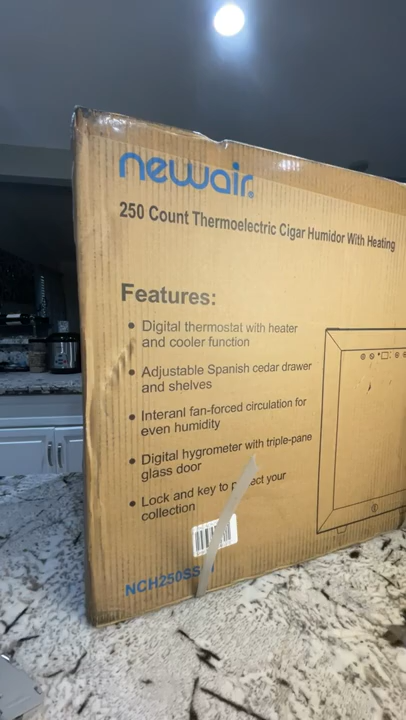 newair.
250 Count Thermoelectric Cigar Humidor With Heating
Features:
• Digital thermostat with heater
and cooler function
• Adjustable Spanish cedar drawer
and shelves
• Interanl fan-forced circulation for
even humidity
• Digital hygrometer with triple-pane
glass door
• Lock and key to your
collection
NCH250SS